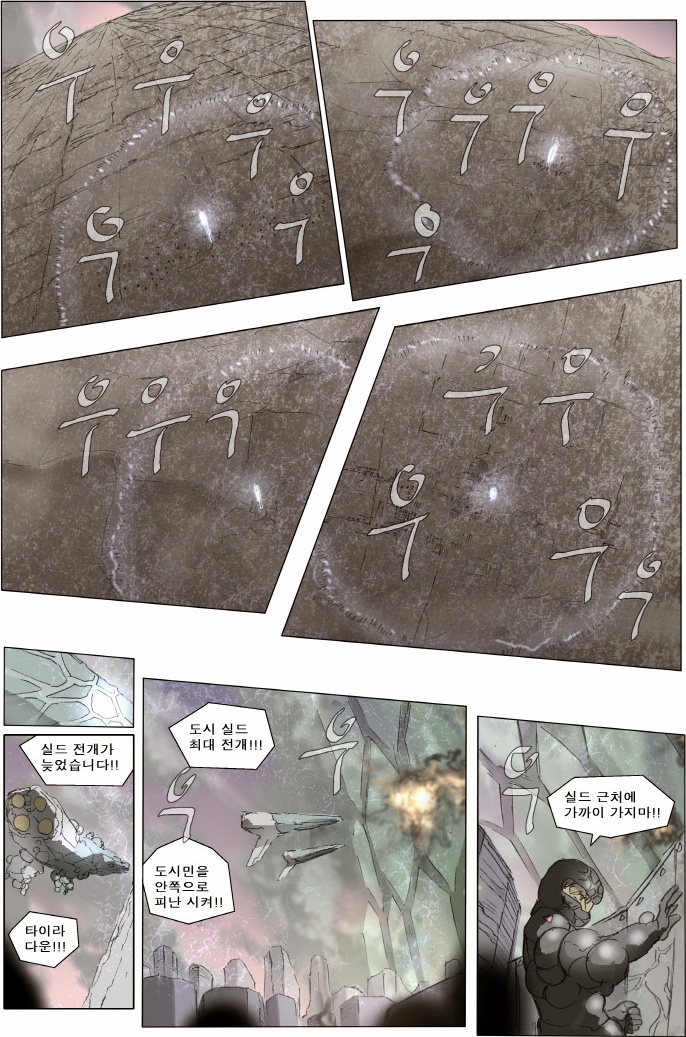 우 우 우 우 우
우 우 우 우 우
우 우 우
우 우 우 우 우
실드 전개가
늦었습니다!!
타이라
다운!!!
도시 실드
최대 전개!!!
우 우
도시민을
안쪽으로
피난 시켜!!
우
실드 근처에
가까이 가지마!!